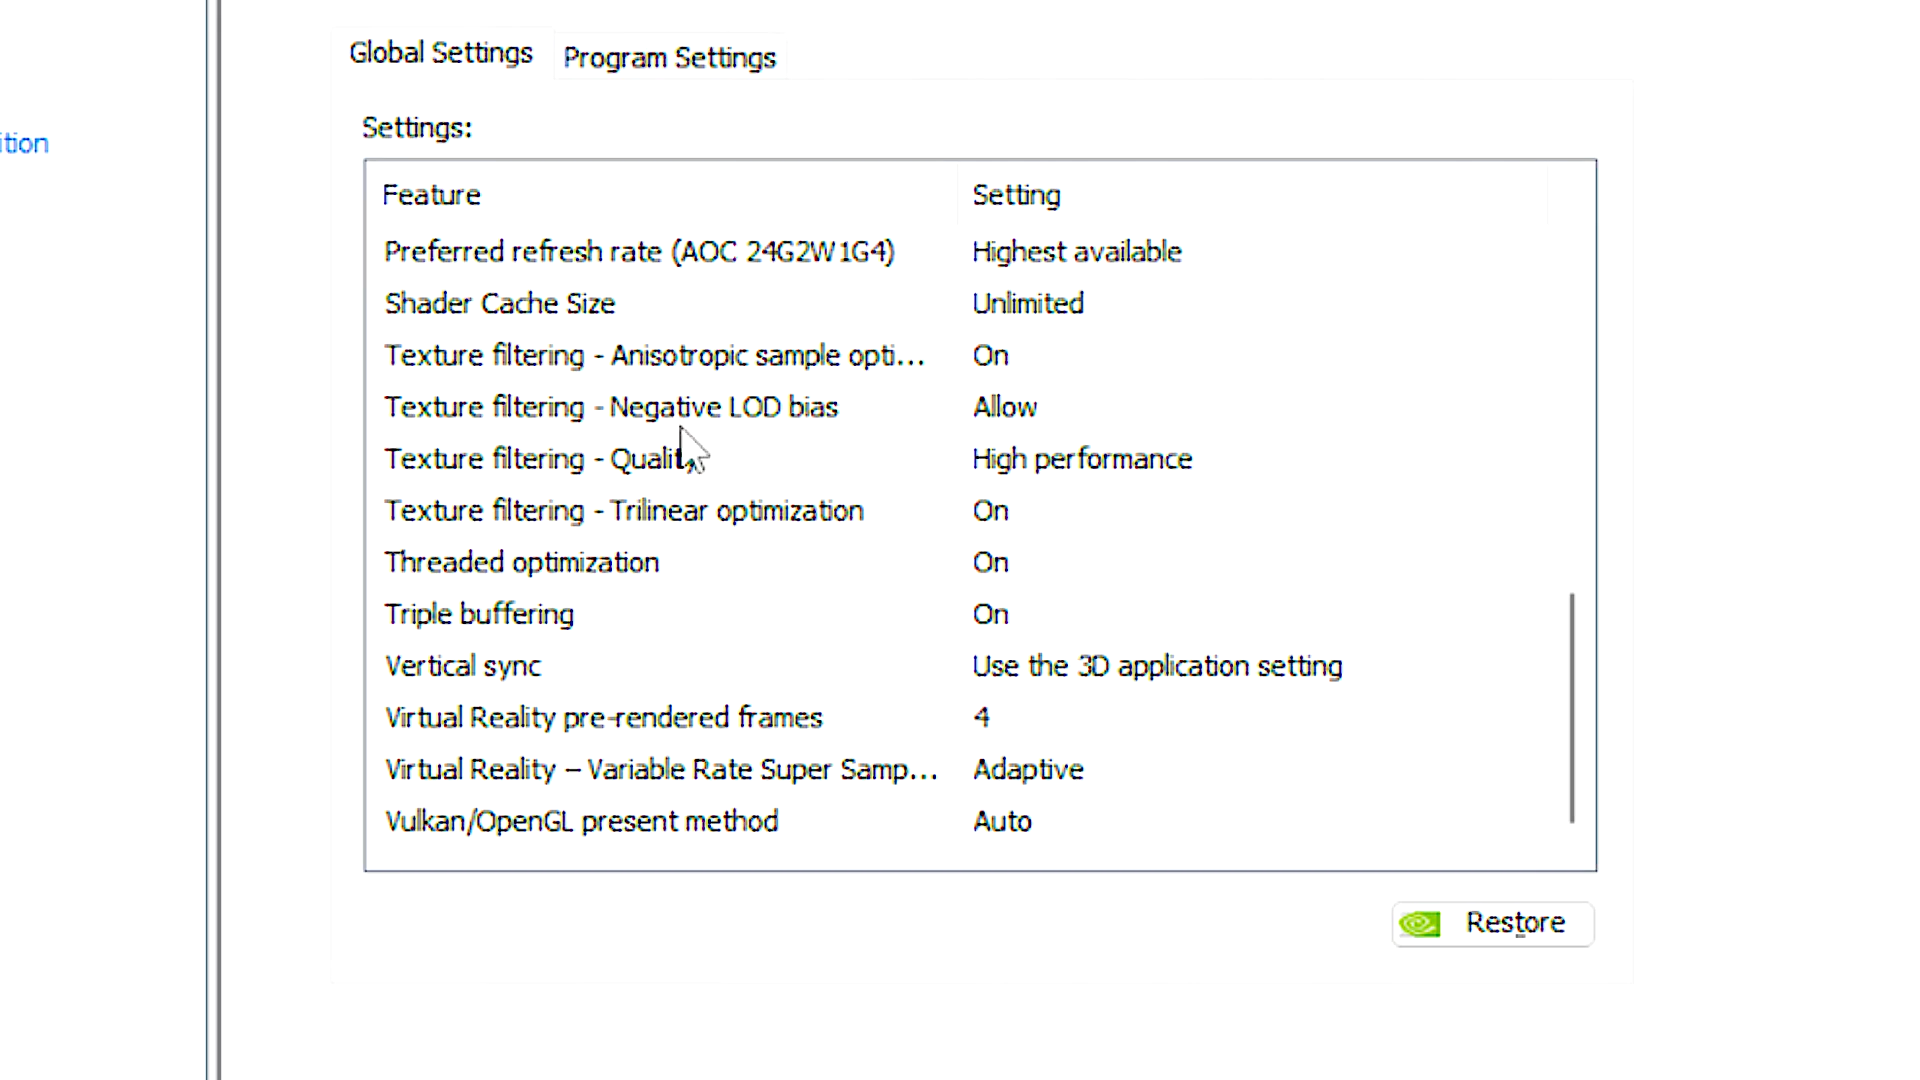 Global Settings
Program Settings
ition
Settings:
Feature Setting
Preferred refresh rate (AOC 24G2W1G4) Highest available
Shader Cache Size Unlimited
Texture filtering - Anisotropic sample opti... On
Texture filtering - Negative LOD bias Allow
Texture filtering - Quality High performance
Texture filtering - Trilinear optimization On
Threaded optimization On
Triple buffering On
Vertical sync Use the 3D application setting
Virtual Reality pre-rendered frames 4
Virtual Reality – Variable Rate Super Samp... Adaptive
Vulkan/OpenGL present method Auto
Restore